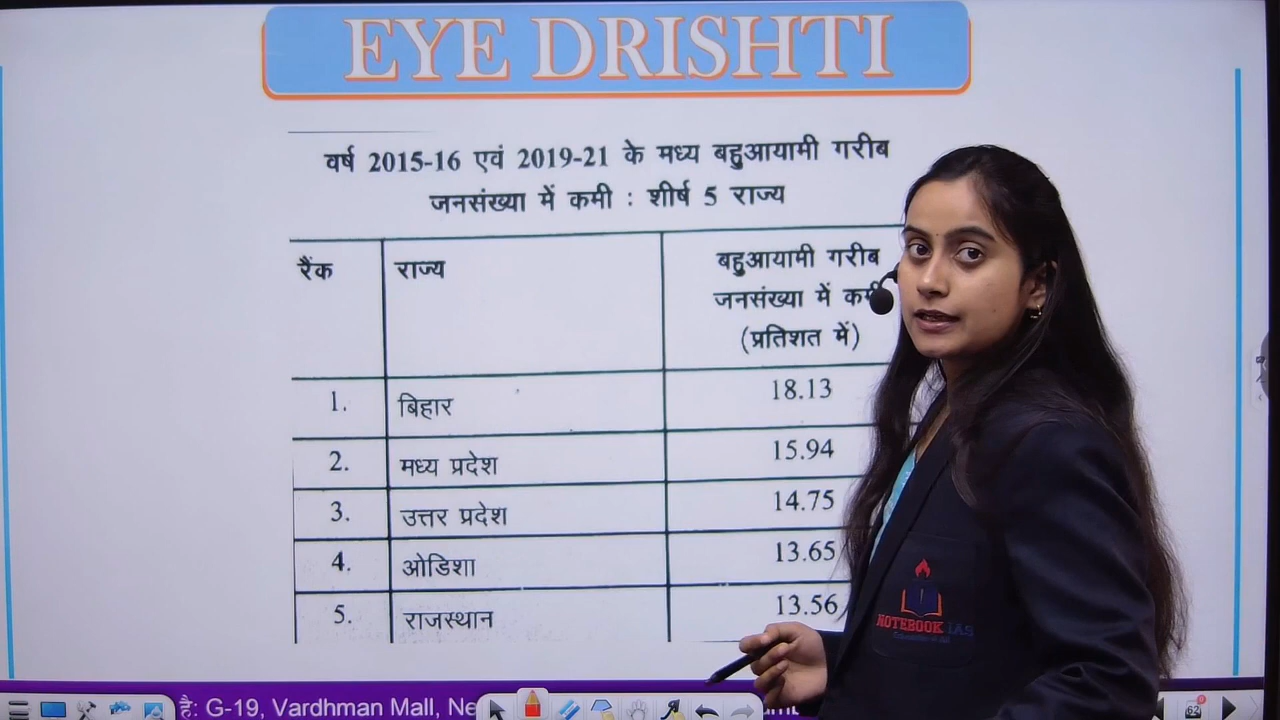 EYE DRISHTI
वर्ष 2015-16 एवं 2019-21 के मध्य बहुआयामी गरीब
जनसंख्या में कमी : शीर्ष 5 राज्य
रैंक राज्य बहुआयामी गरीब
जनसंख्या में कमी
(प्रतिशत में)
1. बिहार 18.13
2. मध्य प्रदेश 15.94
3. उत्तर प्रदेश 14.75
4. ओडिशा 13.65
5. राजस्थान 13.56
NOTEBOOK IAS
है: G-19, Vardhman Mall, Ne
62